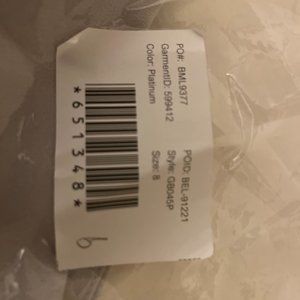 PO#: BML9377
POID: BEL-91221
GarmentID: 599412
Style: GB045P
Color: Platinum
Size: 8
*651348*
6